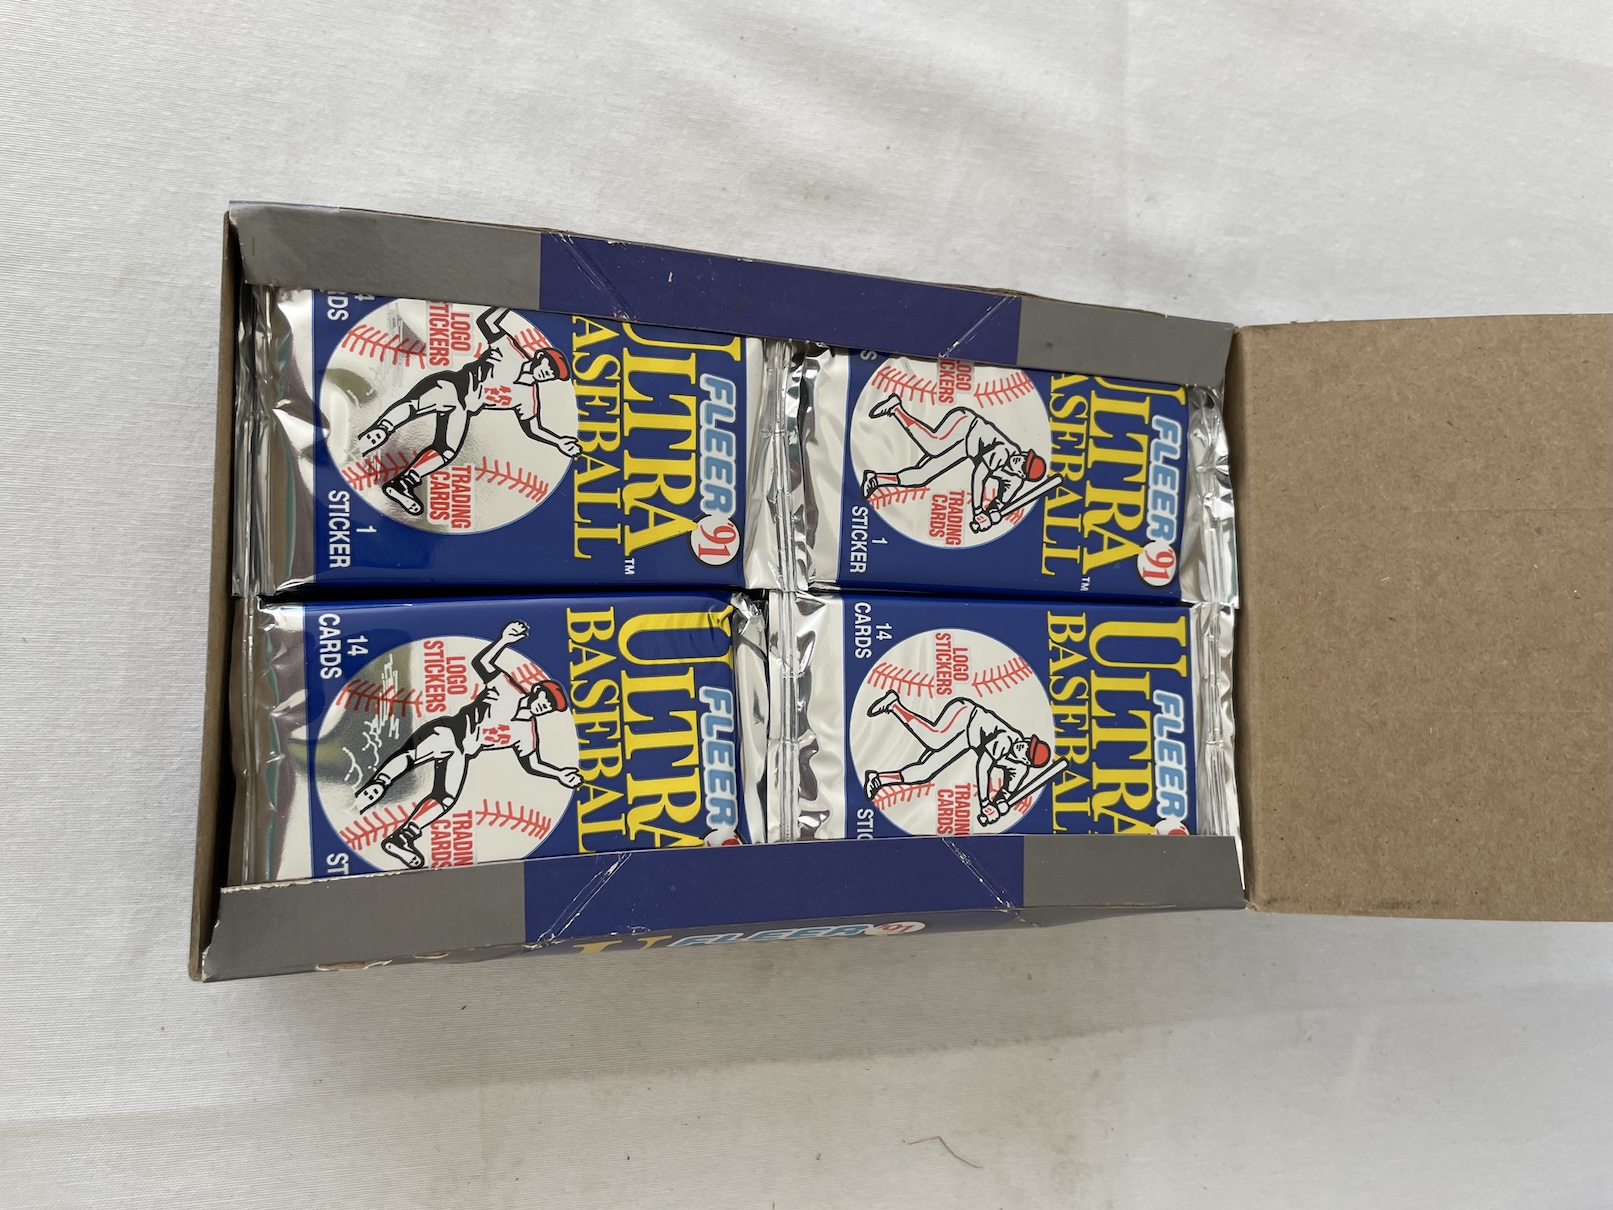 FLEER '91
ULTRA™
BASEBALL
LOGO
STICKERS
TRADING
CARDS
1
STICKER
FLEER '91
ULTRA™
BASEBALL
LOGO
STICKERS
TRADING
CARDS
1
STICKER
FLEER
ULTRA
BASEBALL
LOGO
STICKERS
TRADING
CARDS
14
CARDS
FLEER
ULTRA
BASEBALL
LOGO
STICKERS
TRADING
CARDS
14
CARDS
FLEER '91